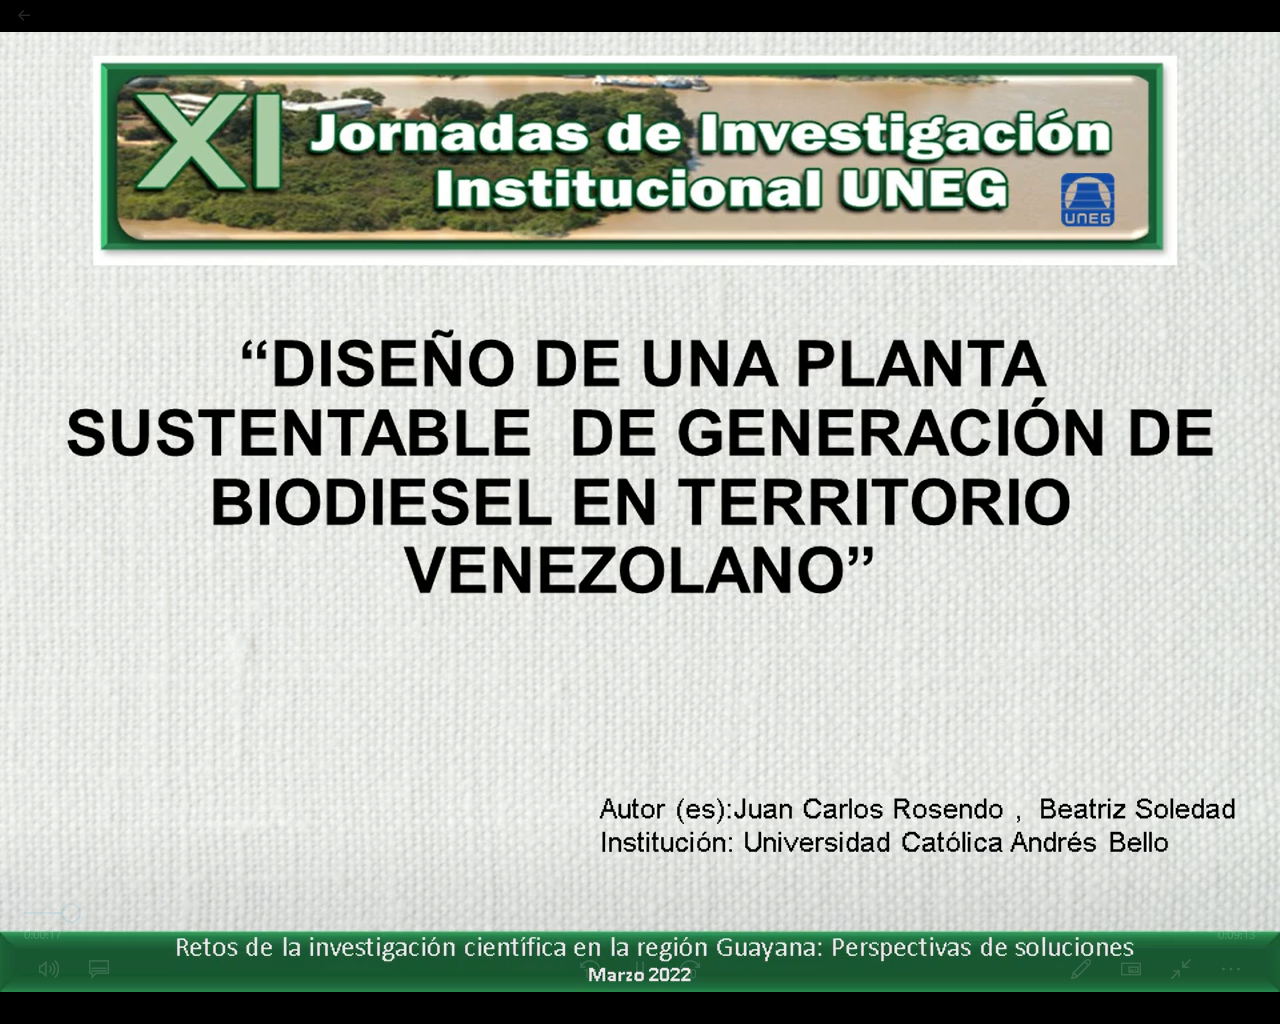 XI
Jornadas de Investigación
Institucional UNEG
UNEG
“DISEÑO DE UNA PLANTA
SUSTENTABLE DE GENERACIÓN DE
BIODIESEL EN TERRITORIO
VENEZOLANO”
Autor (es):Juan Carlos Rosendo , Beatriz Soledad
Institución: Universidad Católica Andrés Bello
Retos de la investigación científica en la región Guayana: Perspectivas de soluciones
Marzo 2022